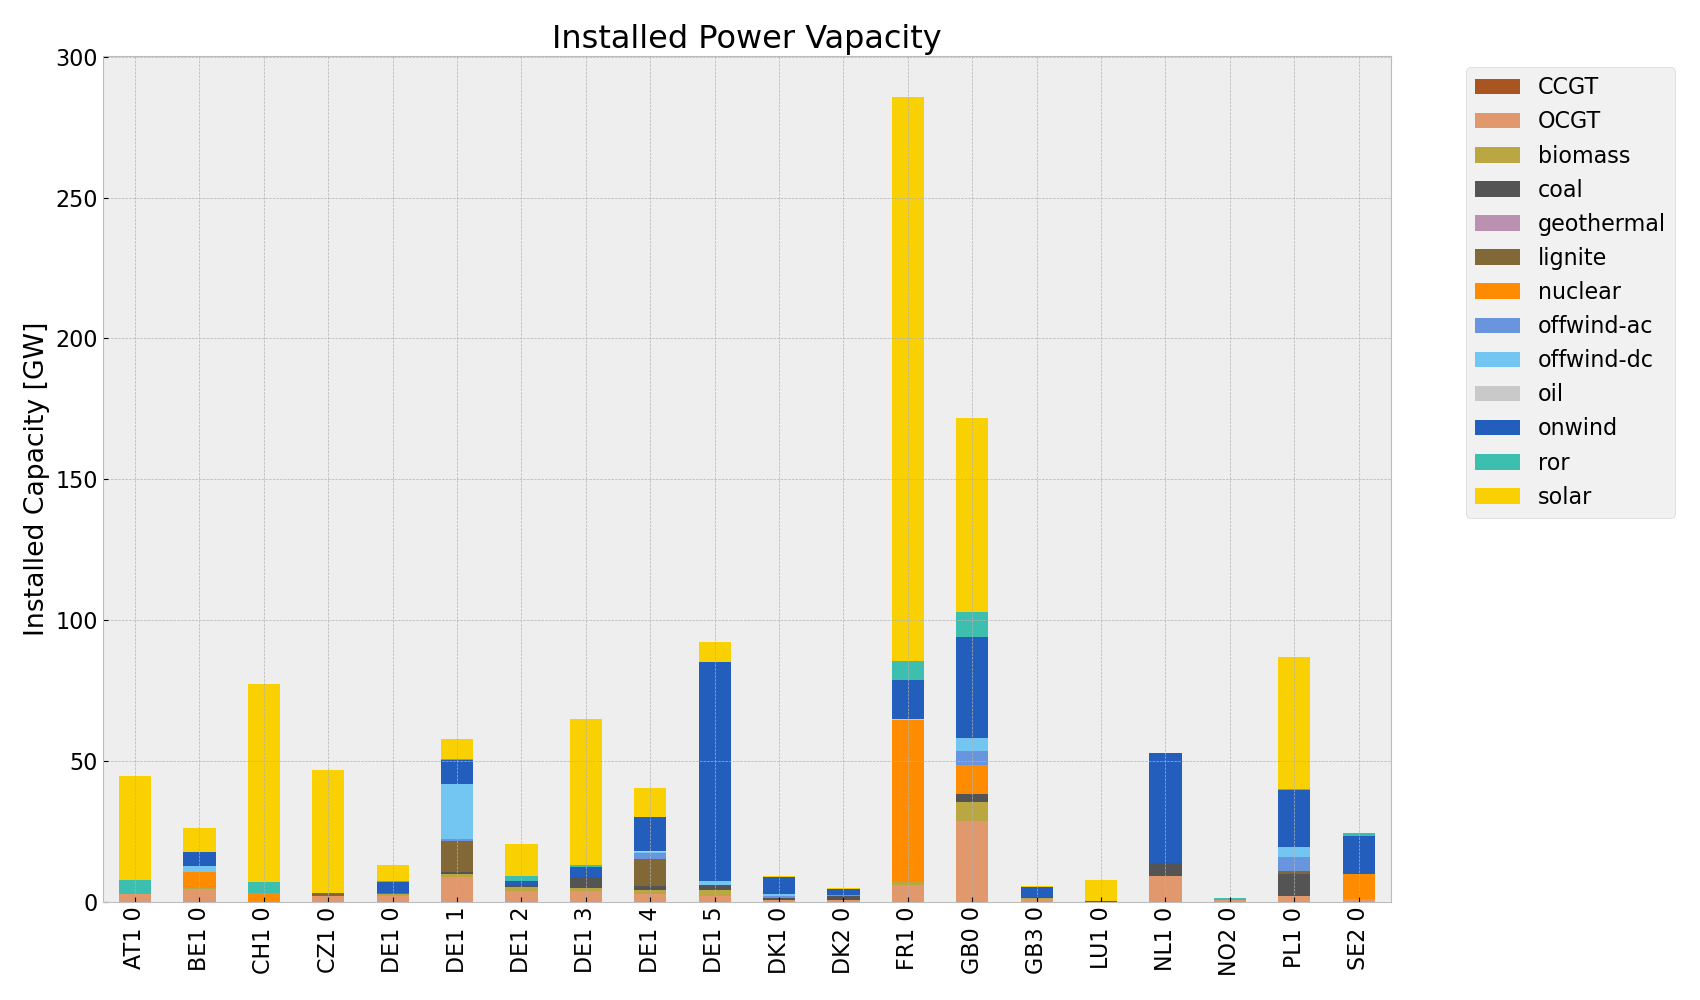 Installed Power Vapacity
Installed Capacity [GW]
300
250
200
150
100
50
0
AT1 0
BE1 0
CH1 0
CZ1 0
DE1 0
DE1 1
DE1 2
DE1 3
DE1 4
DE1 5
DK1 0
DK2 0
FR1 0
GB0 0
GB3 0
LU1 0
NL1 0
NO2 0
PL1 0
SE2 0
CCGT
OCGT
biomass
coal
geothermal
lignite
nuclear
offwind-ac
offwind-dc
oil
onwind
ror
solar